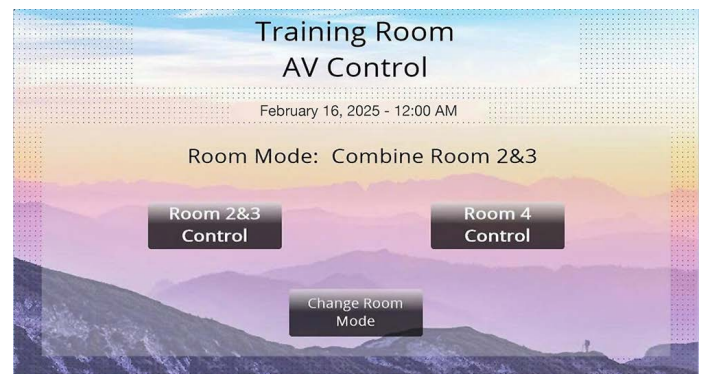 Training Room
AV Control
February 16, 2025 - 12:00 AM
Room Mode: Combine Room 2&3
Room 2&3
Control
Room 4
Control
Change Room
Mode